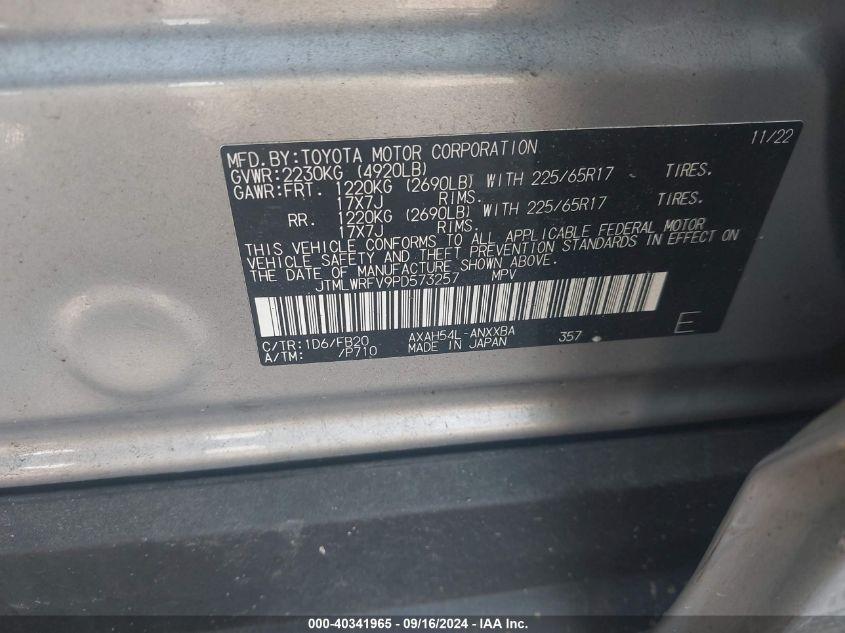 11/22
MFD.BY:TOYOTA MOTOR CORPORATION
GVWR:2230KG (4920LB)
GAWR:FRT. 1220KG (2690LB) WITH 225/65R17 TIRES.
17X7J RIMS.
RR. 1220KG (2690LB) WITH 225/65R17 TIRES.
17X7J RIMS.
THIS VEHICLE CONFORMS TO ALL APPLICABLE FEDERAL MOTOR
VEHICLE SAFETY AND THEFT PREVENTION STANDARDS IN EFFECT ON
THE DATE OF MANUFACTURE SHOWN ABOVE.
JTMLWRFV9PD573257 MPV
C/TR:1D6/FB20 AXAH54L-ANXXBA 357 E
A/TM: /P710 MADE IN JAPAN
000-40341965 - 09/16/2024 - IAA Inc.